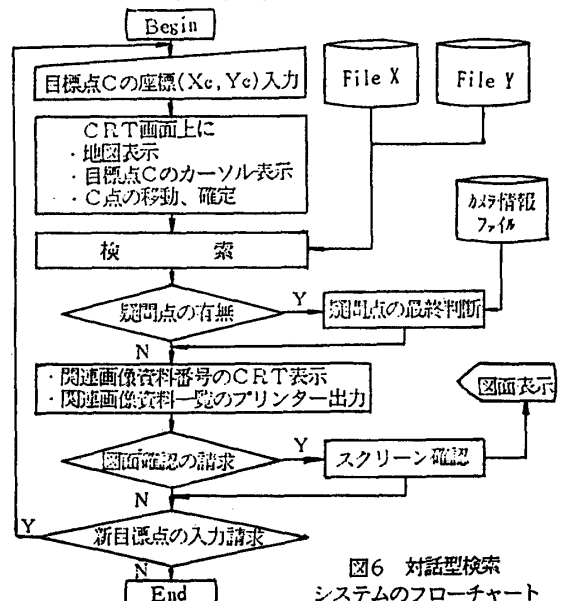 Begin
目標点Cの座標(Xc, Yc)入力
File X
File Y
CRT画面上に
・地図表示
・目標点Cのカーソル表示
・C点の移動、確定
カメラ情報
ファイル
検索
疑問点の有無
Y
疑問点の最終判断
N
・関連画像資料番号のCRT表示
・関連画像資料一覧のプリンター出力
図面表示
図面確認の請求
Y
スクリーン確認
N
Y
新目標点の入力請求
N
End
図6 対話型検索
システムのフローチャート